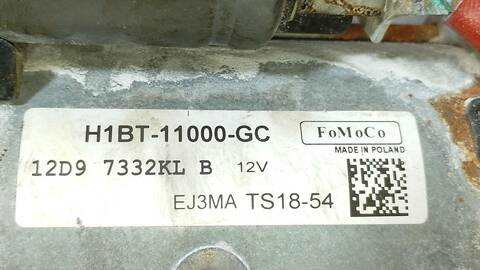 H1BT-11000-GC
FoMoCo
MADE IN POLAND
12D9 7332KL B 12V
EJ3MA TS18-54